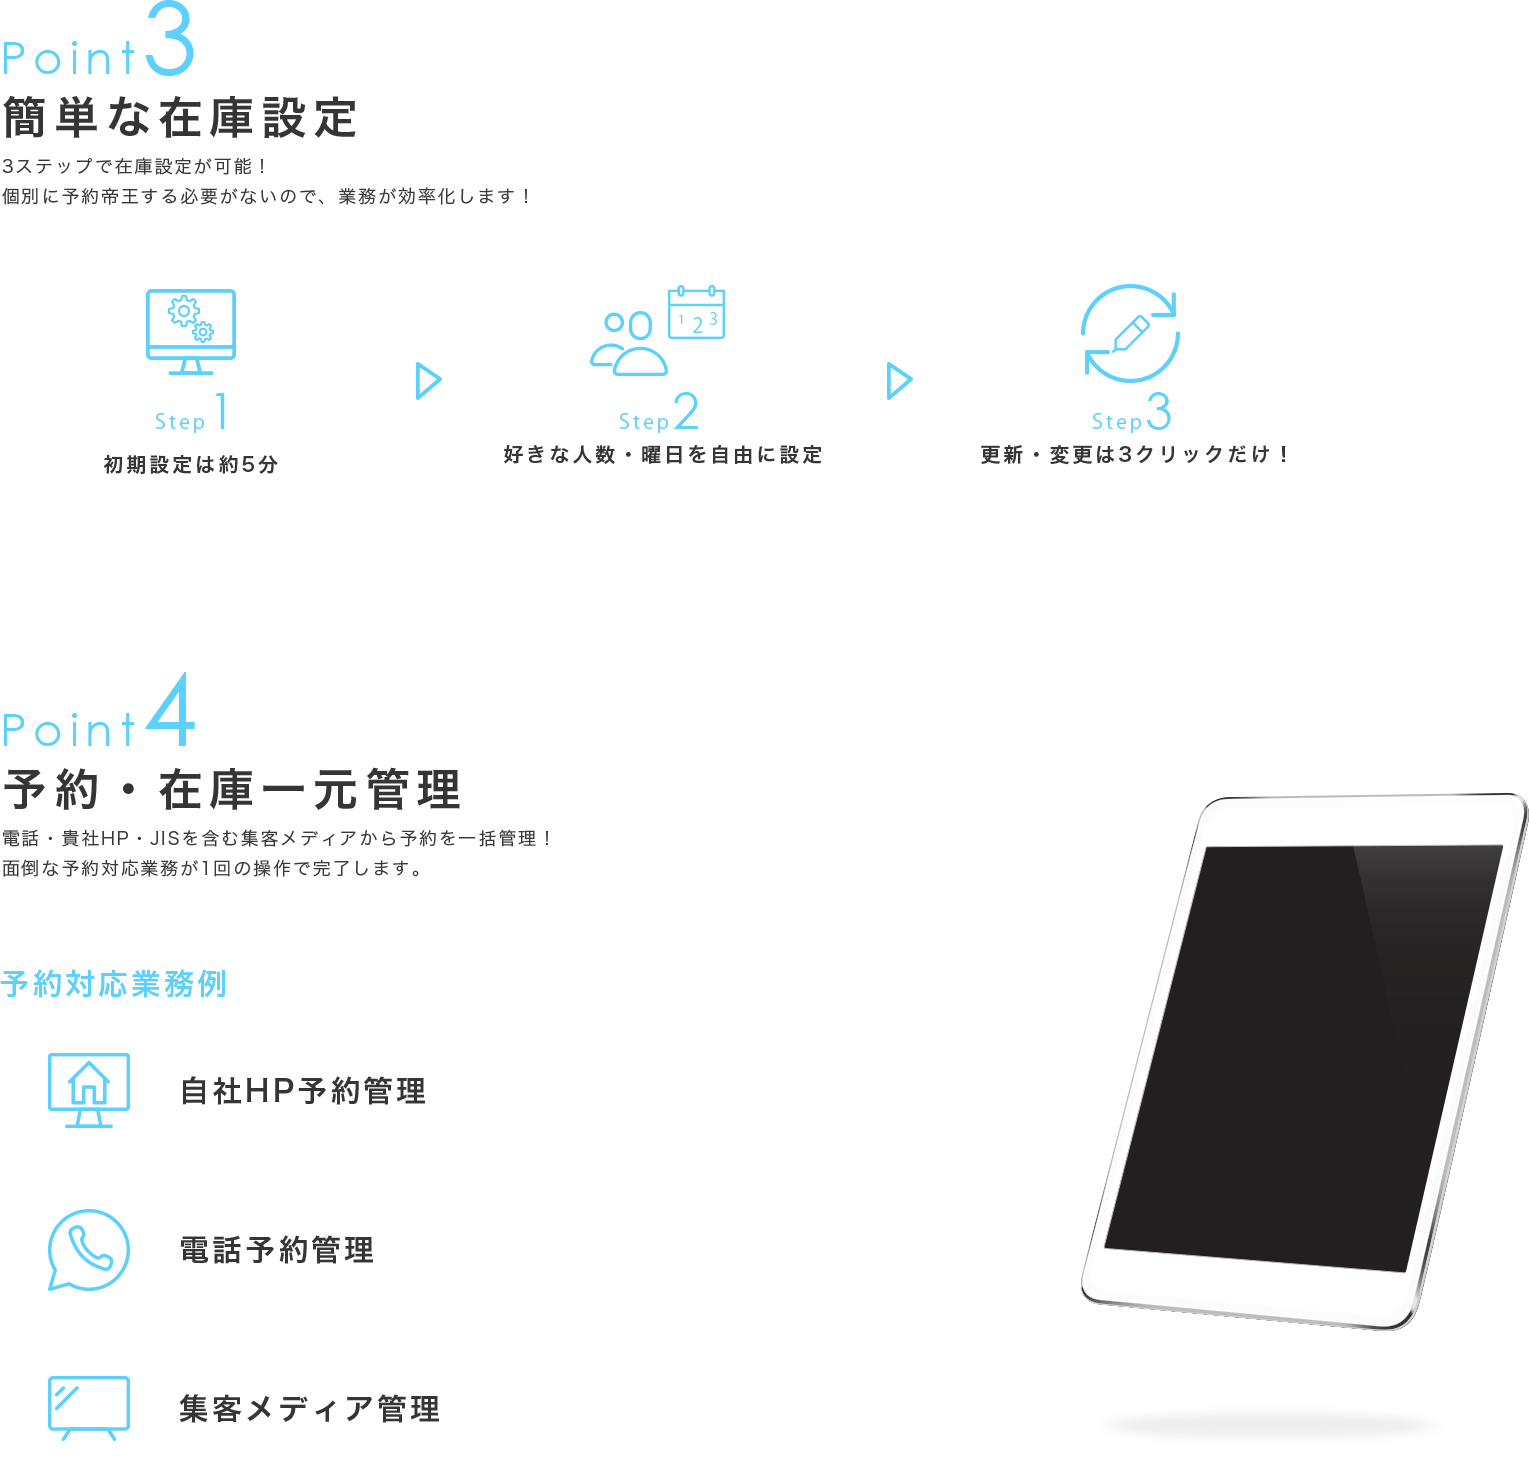 Point3
簡単な在庫設定
3ステップで在庫設定が可能！
個別に予約帝王する必要がないので、業務が効率化します！
1 2 3
Step 1
Step 2
Step 3
初期設定は約5分
好きな人数・曜日を自由に設定
更新・変更は3クリックだけ！
Point4
予約・在庫一元管理
電話・貴社HP・JISを含む集客メディアから予約を一括管理！
面倒な予約対応業務が1回の操作で完了します。
予約対応業務例
自社HP予約管理
電話予約管理
集客メディア管理